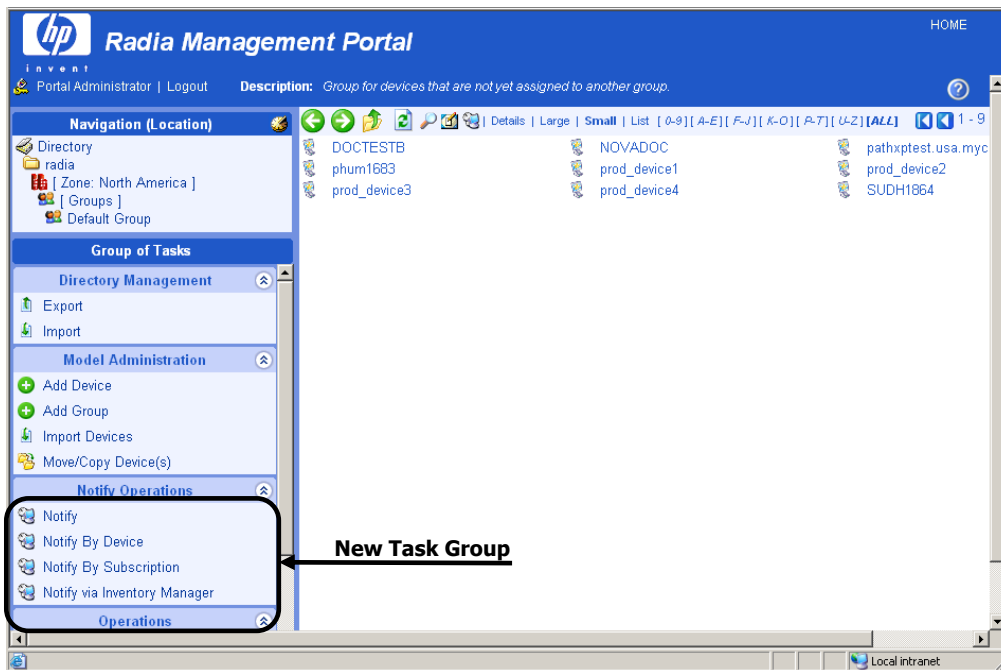 HOME
hp
invent
Radia Management Portal
Portal Administrator | Logout
Description: Group for devices that are not yet assigned to another group.
?
Navigation (Location)
Directory
radia
[ Zone: North America ]
[ Groups ]
Default Group
| Details | Large | Small | List [ 0-9 ] [ A-E ] [ F-J ] [ K-O ] [ P-T ] [ U-Z ] [ALL] 1 - 9
DOCTESTB NOVADOC pathxptest.usa.myc
phum1683 prod_device1 prod_device2
prod_device3 prod_device4 SUDH1864
Group of Tasks
Directory Management
Export
Import
Model Administration
Add Device
Add Group
Import Devices
Move/Copy Device(s)
Notify Operations
Notify
Notify By Device
Notify By Subscription
Notify via Inventory Manager
Operations
New Task Group
Local intranet